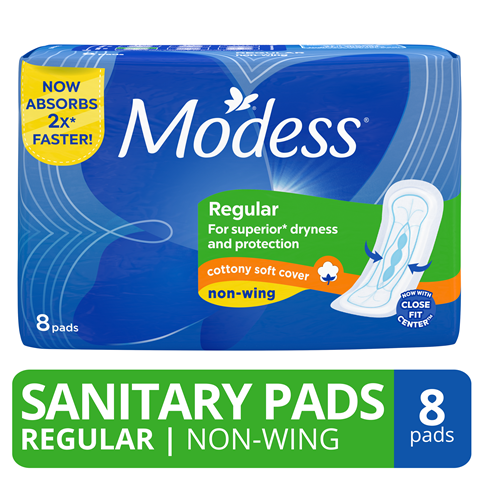 NOW
ABSORBS
2x*
FASTER!
Modess®
Regular
For superior* dryness
and protection
cottony soft cover
non-wing
NOW WITH
CLOSE
FIT
CENTER™
8 pads
SANITARY PADS
REGULAR | NON-WING
8
pads